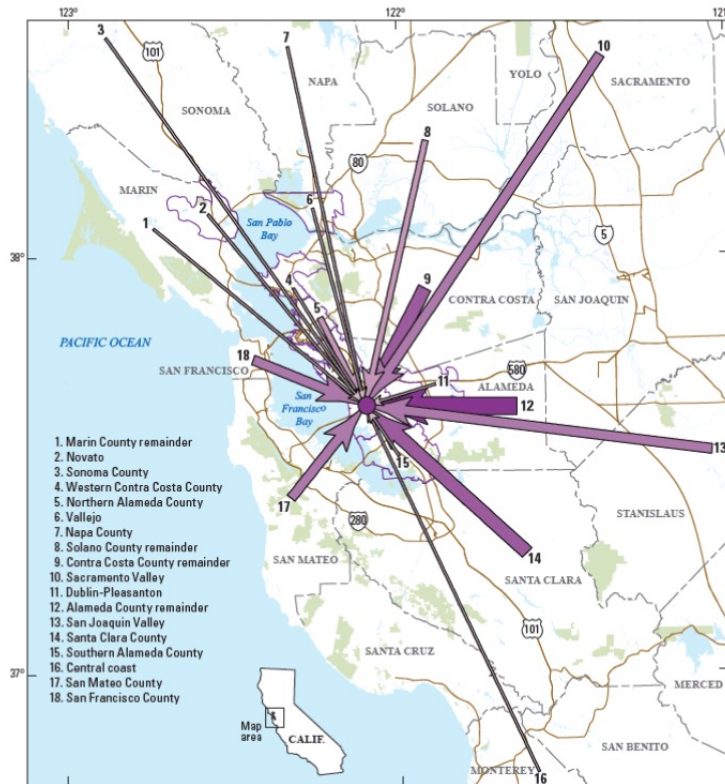 123°
122°
121
3
101
7
10
NAPA
YOLO
SACRAMENTO
SONOMA
SOLANO
8
80
MARIN
6
2
San Pablo
Bay
1
5
38°
9
4
CONTRA COSTA
SAN JOAQUIN
5
PACIFIC OCEAN
18
SAN FRANCISCO
580
11
ALAMEDA
San
Francisco
Bay
12
13
15
1. Marin County remainder
2. Novato
3. Sonoma County
4. Western Contra Costa County
5. Northern Alameda County
6. Vallejo
7. Napa County
8. Solano County remainder
9. Contra Costa County remainder
10. Sacramento Valley
11. Dublin-Pleasanton
12. Alameda County remainder
13. San Joaquin Valley
14. Santa Clara County
15. Southern Alameda County
16. Central coast
17. San Mateo County
18. San Francisco County
17
280
STANISLAUS
14
SAN MATEO
SANTA CLARA
101
SANTA CRUZ
37°
MERCED
Map
area
CALIF.
SAN BENITO
MONTEREY
16